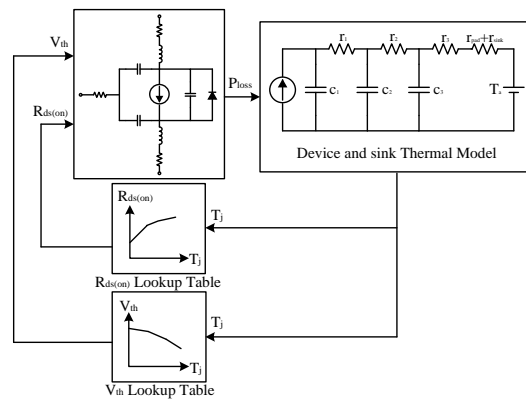 Vth
Rds(on)
Ploss
r1
r2
r3
rpad+rsink
c1
c2
c3
Ta
Device and sink Thermal Model
Rds(on)
Tj
Rds(on) Lookup Table
Tj
Vth
Tj
Vth Lookup Table
Tj